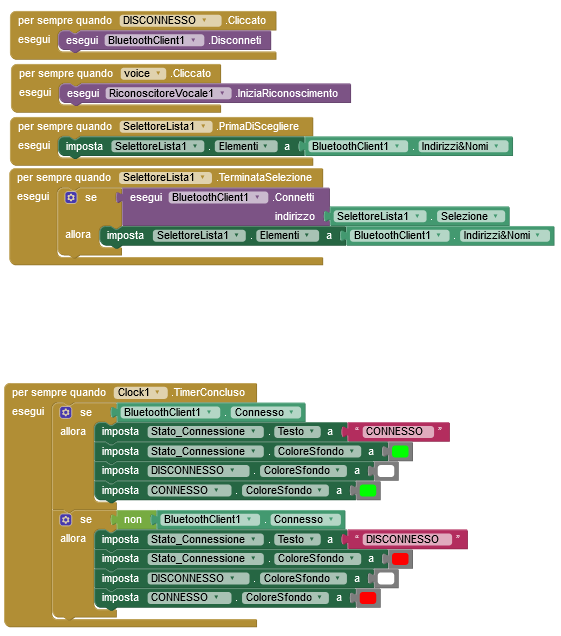 per sempre quando DISCONNESSO .Cliccato
esegui esegui BluetoothClient1 .Disconneti
per sempre quando voice .Cliccato
esegui esegui RiconoscitoreVocale1 .IniziaRiconoscimento
per sempre quando SelettoreLista1 .PrimaDiScegliere
esegui imposta SelettoreLista1 . Elementi a BluetoothClient1 . Indirizzi&Nomi
per sempre quando SelettoreLista1 .TerminataSelezione
esegui se esegui BluetoothClient1 .Connetti
indirizzo SelettoreLista1 . Selezione
allora imposta SelettoreLista1 . Elementi a BluetoothClient1 . Indirizzi&Nomi
per sempre quando Clock1 .TimerConcluso
esegui se BluetoothClient1 . Connesso
allora imposta Stato_Connessione . Testo a " CONNESSO "
imposta Stato_Connessione . ColoreSfondo a
imposta DISCONNESSO . ColoreSfondo a
imposta CONNESSO . ColoreSfondo a
se non BluetoothClient1 . Connesso
allora imposta Stato_Connessione . Testo a " DISCONNESSO "
imposta Stato_Connessione . ColoreSfondo a
imposta DISCONNESSO . ColoreSfondo a
imposta CONNESSO . ColoreSfondo a